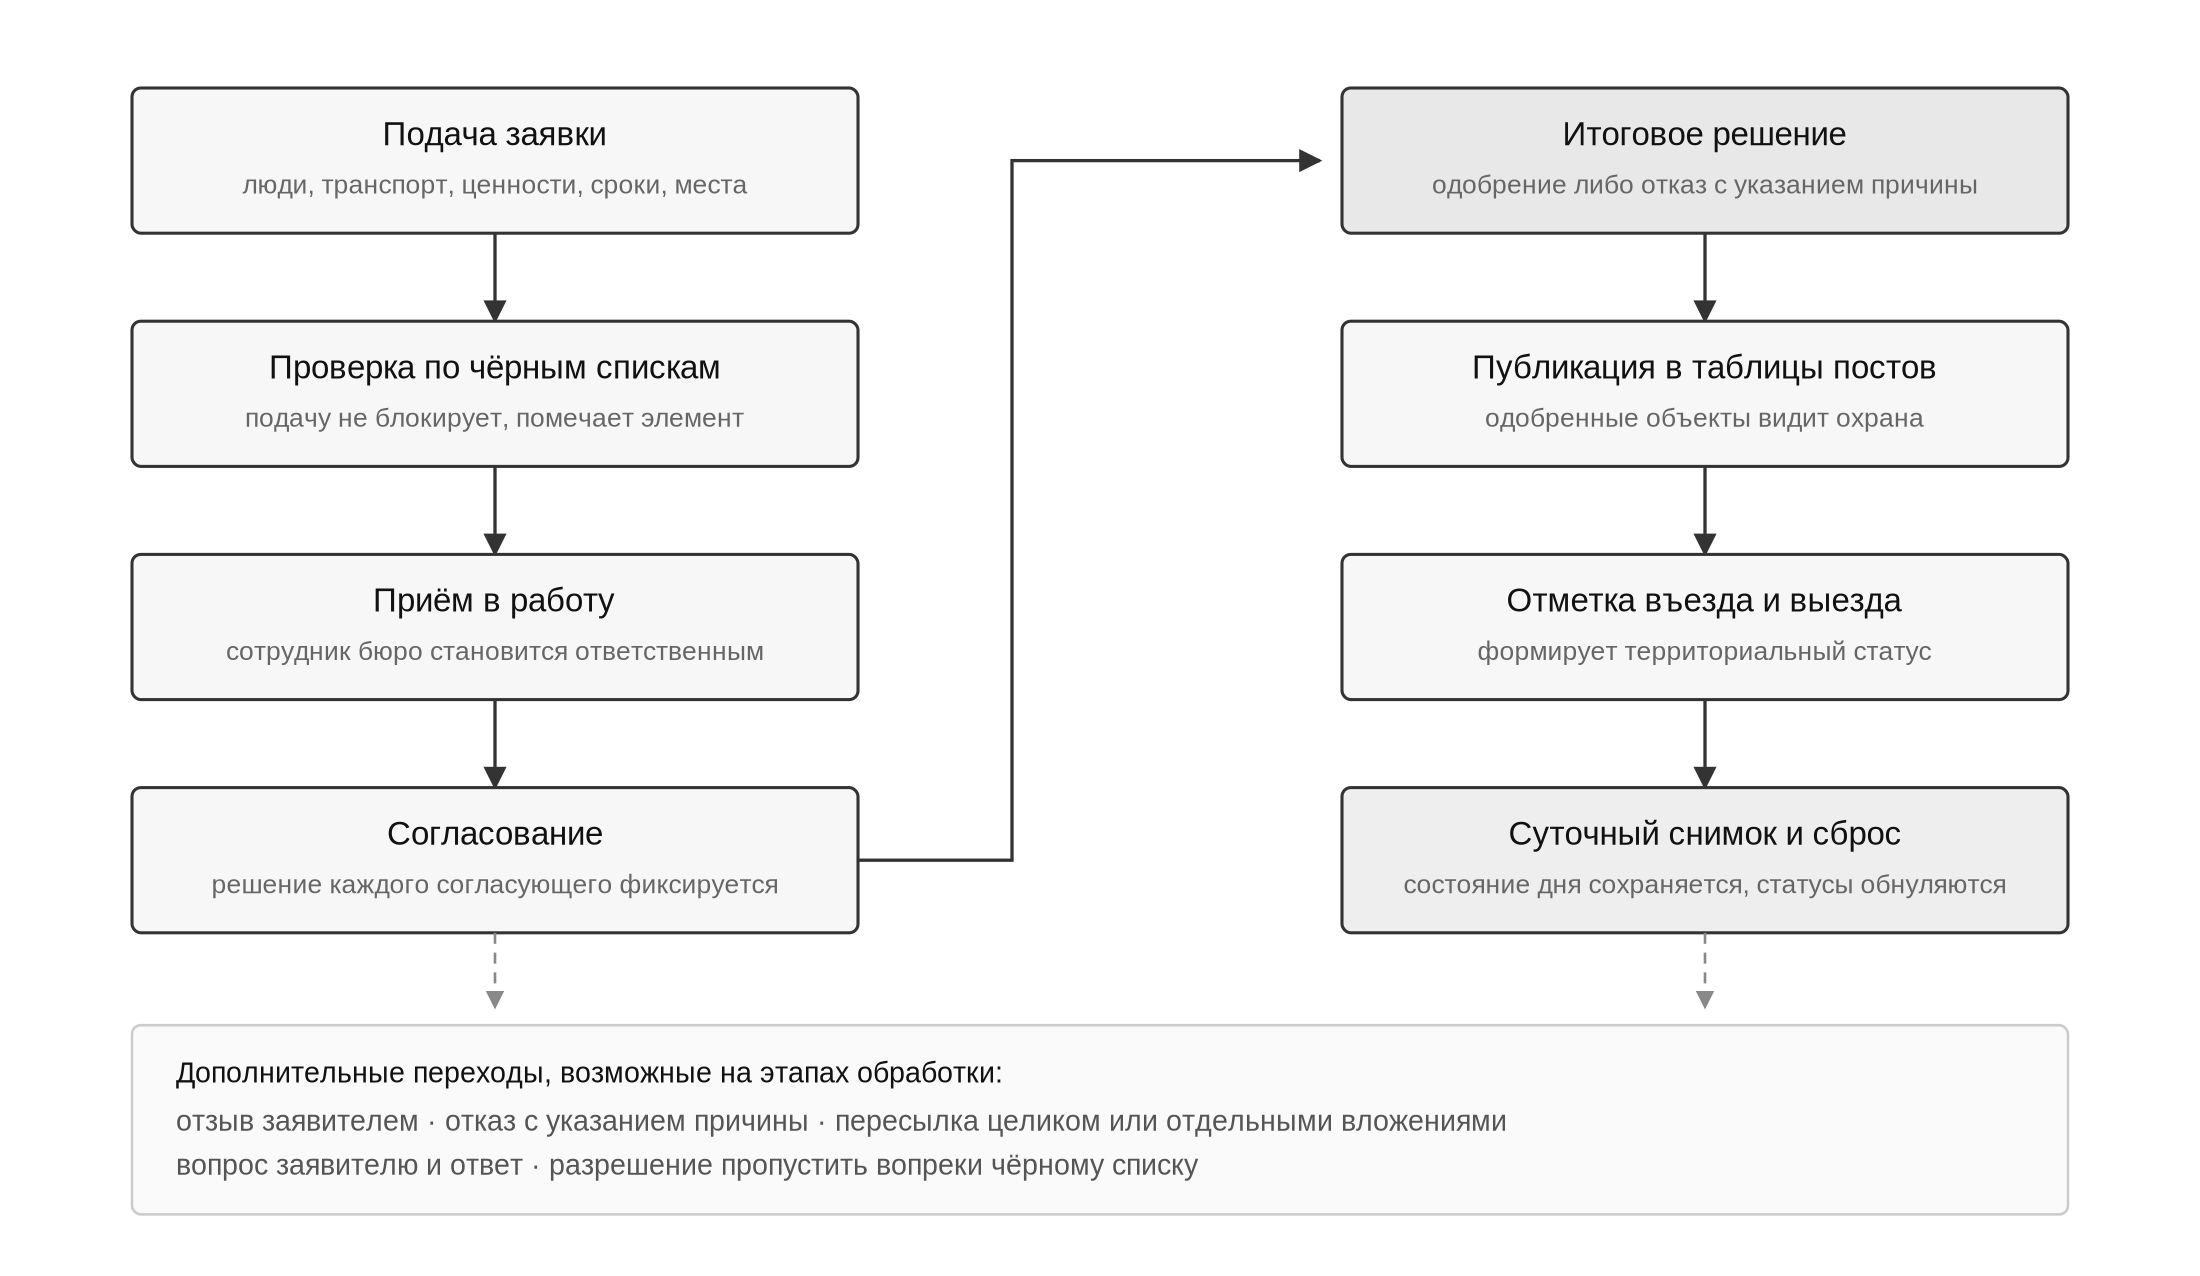 Подача заявки
люди, транспорт, ценности, сроки, места
Проверка по чёрным спискам
подачу не блокирует, помечает элемент
Приём в работу
сотрудник бюро становится ответственным
Согласование
решение каждого согласующего фиксируется
Итоговое решение
одобрение либо отказ с указанием причины
Публикация в таблицы постов
одобренные объекты видит охрана
Отметка въезда и выезда
формирует территориальный статус
Суточный снимок и сброс
состояние дня сохраняется, статусы обнуляются
Дополнительные переходы, возможные на этапах обработки:
отзыв заявителем · отказ с указанием причины · пересылка целиком или отдельными вложениями
вопрос заявителю и ответ · разрешение пропустить вопреки чёрному списку